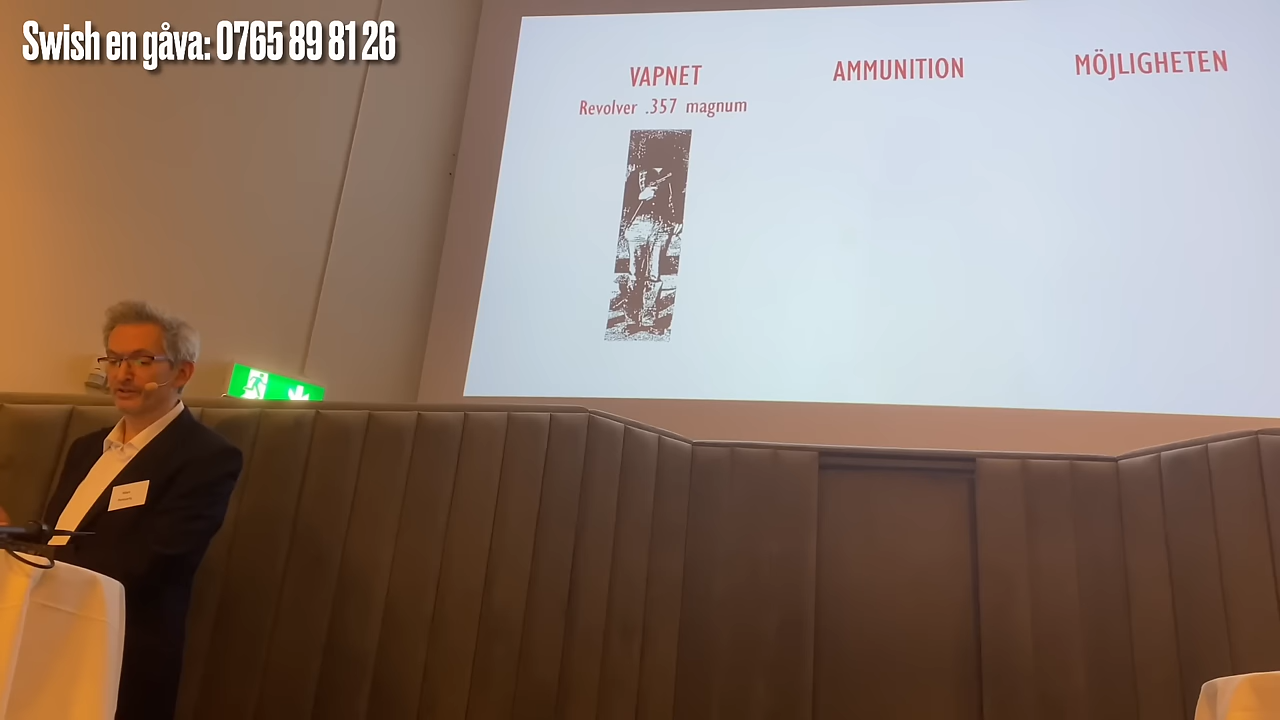 Swish en gåva: 0765 89 81 26
VAPNET
AMMUNITION
MÖJLIGHETEN
Revolver .357 magnum